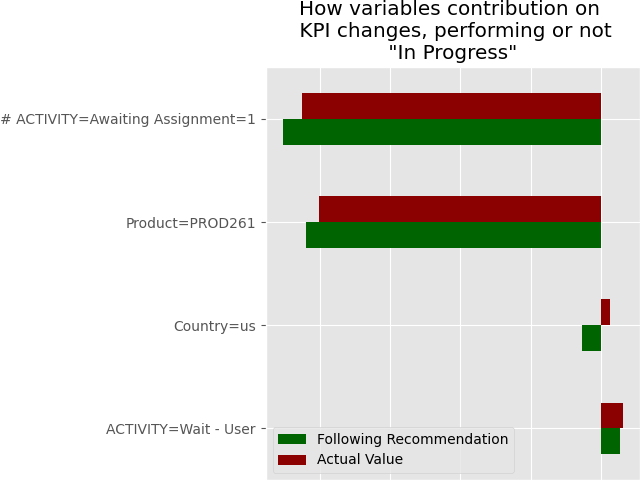 How variables contribution on
KPI changes, performing or not
"In Progress"
# ACTIVITY=Awaiting Assignment=1
Product=PROD261
Country=us
ACTIVITY=Wait - User
Following Recommendation
Actual Value